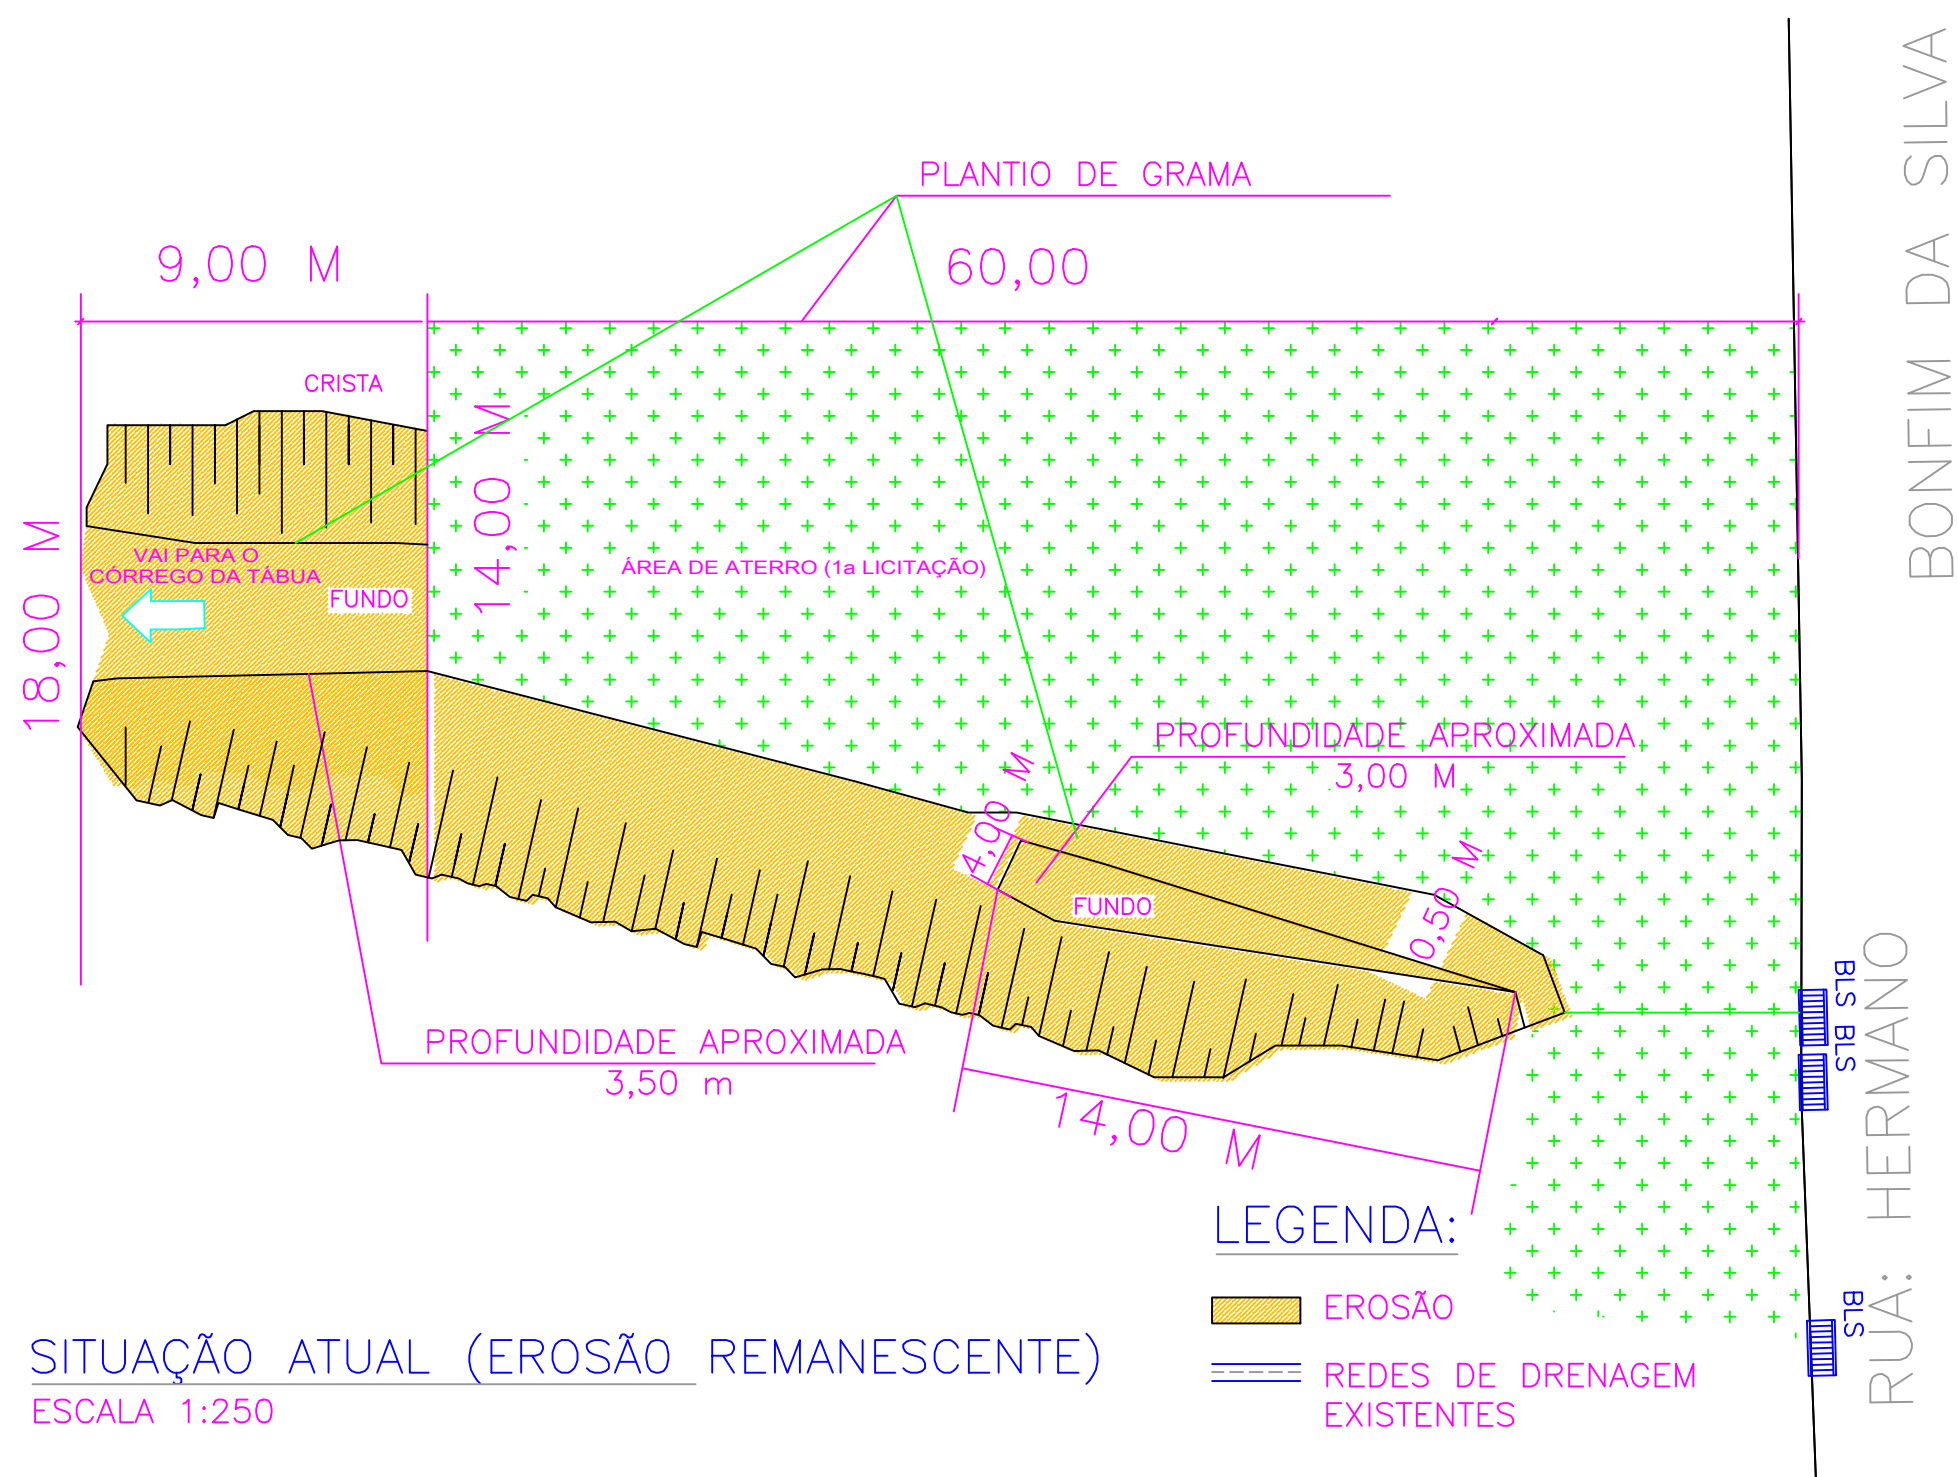 PLANTIO DE GRAMA
9,00 M
60,00
CRISTA
14,00 M
18,00 M
VAI PARA O
CÓRREGO DA TÁBUA
FUNDO
ÁREA DE ATERRO (1a LICITAÇÃO)
PROFUNDIDADE APROXIMADA
3,00 M
4,00 M
FUNDO
0,50 M
PROFUNDIDADE APROXIMADA
3,50 m
14,00 M
BLS
BLS
BLS
RUA: HERMANO BONFIM DA SILVA
LEGENDA:
EROSÃO
REDES DE DRENAGEM
EXISTENTES
SITUAÇÃO ATUAL (EROSÃO REMANESCENTE)
ESCALA 1:250